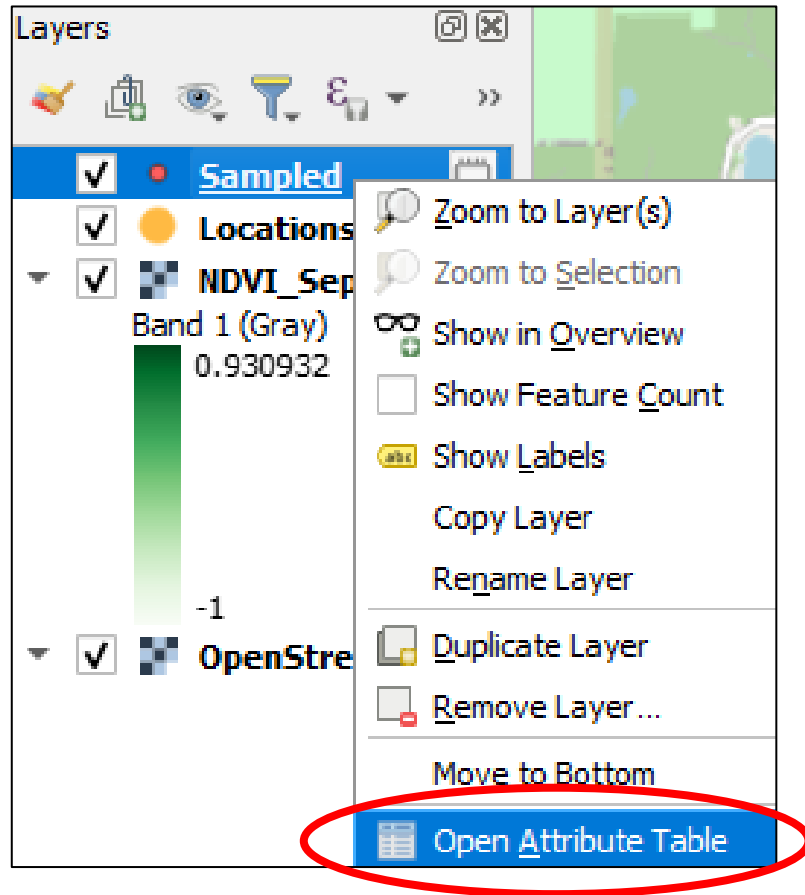 Layers
Sampled
Locations
NDVI_Sep
Band 1 (Gray)
0.930932
-1
OpenStre
Zoom to Layer(s)
Zoom to Selection
Show in Overview
Show Feature Count
abc Show Labels
Copy Layer
Rename Layer
Duplicate Layer
Remove Layer...
Move to Bottom
Open Attribute Table